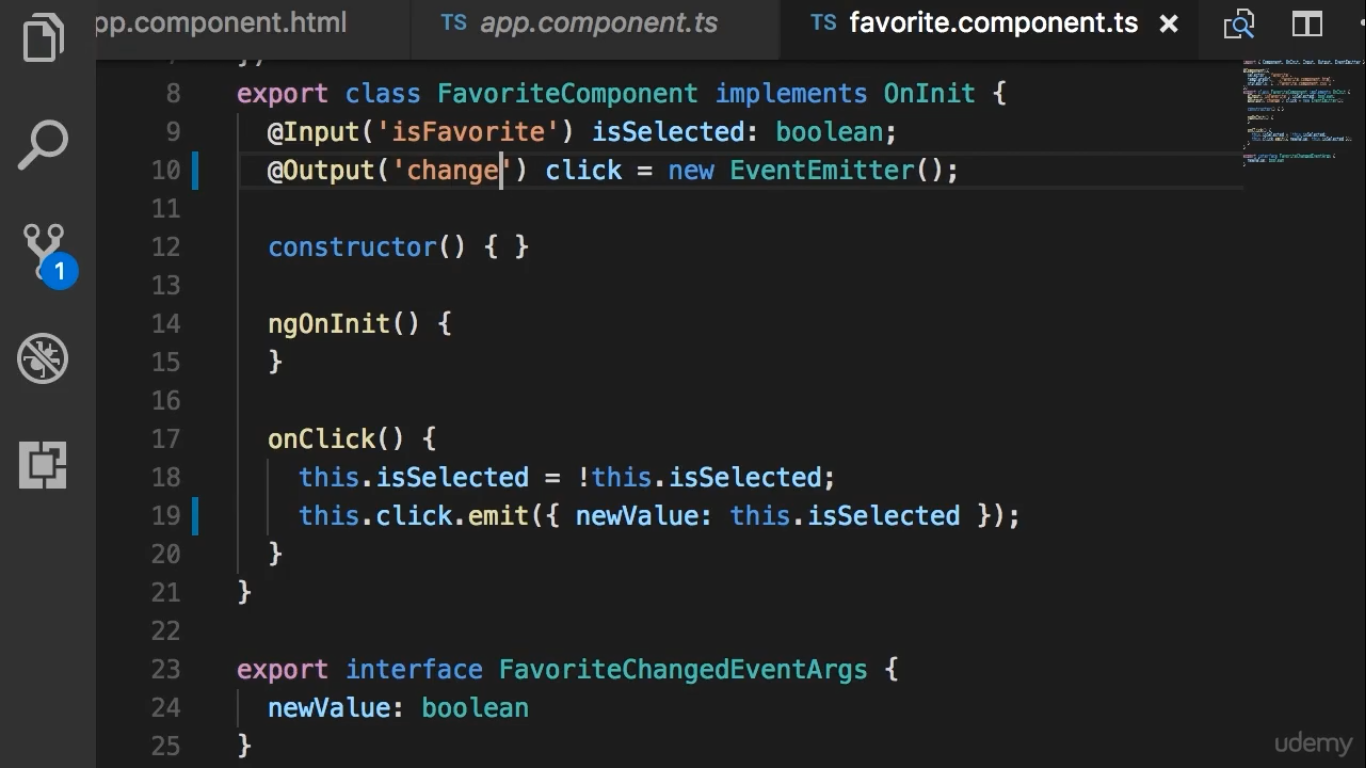 pp.component.html TS app.component.ts TS favorite.component.ts ×
8 export class FavoriteComponent implements OnInit {
9 @Input('isFavorite') isSelected: boolean;
10 @Output('change') click = new EventEmitter();
11
12 constructor() { }
13
14 ngOnInit() {
15 }
16
17 onClick() {
18 this.isSelected = !this.isSelected;
19 this.click.emit({ newValue: this.isSelected });
20 }
21 }
22
23 export interface FavoriteChangedEventArgs {
24 newValue: boolean
25 }
1
udemy